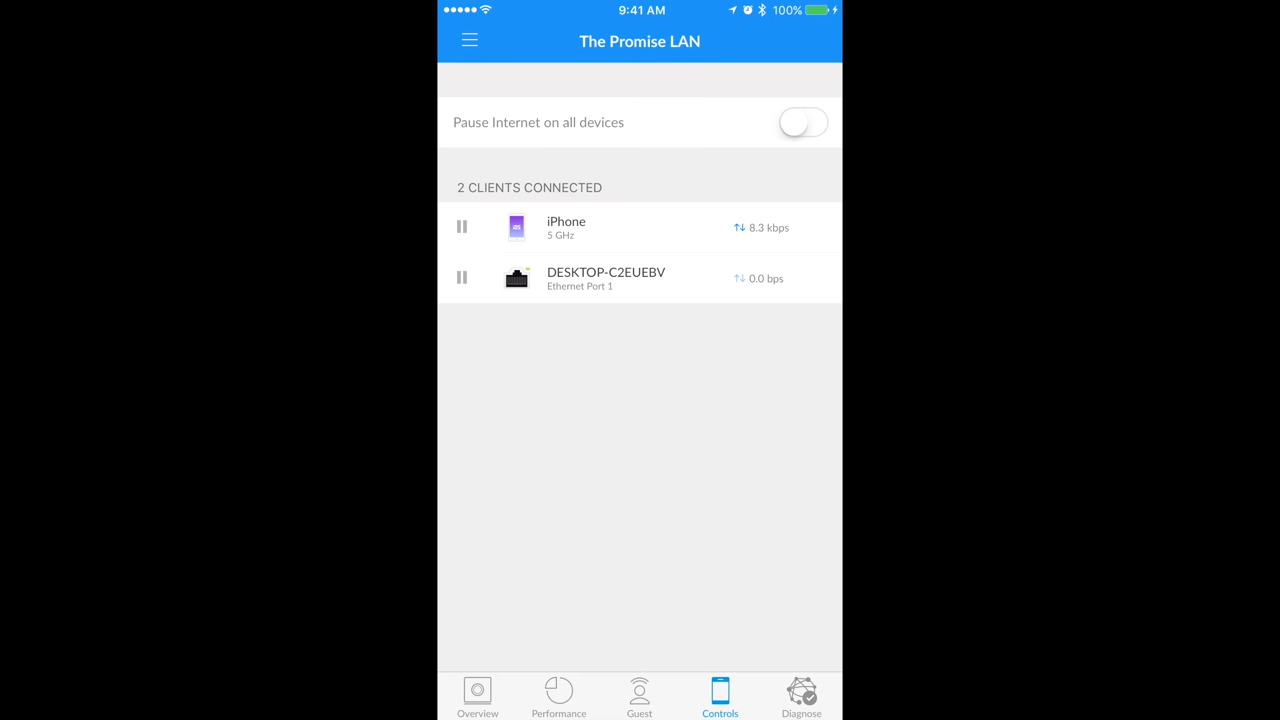 9:41 AM
100%
The Promise LAN
Pause Internet on all devices
2 CLIENTS CONNECTED
iPhone
5 GHz
8.3 kbps
DESKTOP-C2EUEBV
Ethernet Port 1
0.0 bps
Overview
Performance
Guest
Controls
Diagnose